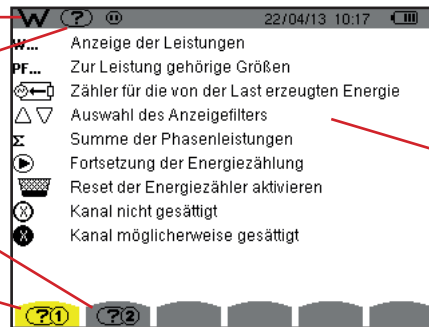 W ? 22/04/13 10:17
W... Anzeige der Leistungen
PF... Zur Leistung gehörige Größen
Zähler für die von der Last erzeugten Energie
Auswahl des Anzeigefilters
Σ Summe der Phasenleistungen
Fortsetzung der Energiezählung
Reset der Energiezähler aktivieren
X Kanal nicht gesättigt
X Kanal möglicherweise gesättigt
?1 ?2